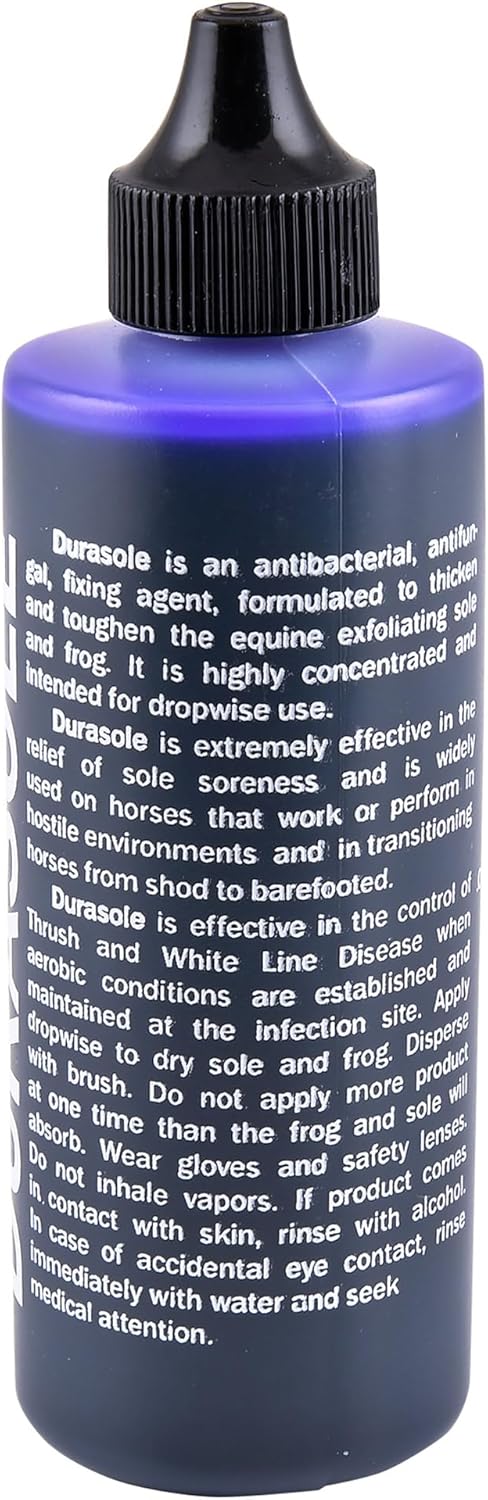 Durasole is an antibacterial, antifun-
gal, fixing agent, formulated to thicken
and toughen the equine exfoliating sole
and frog. It is highly concentrated and
intended for dropwise use.
Durasole is extremely effective in the
relief of sole soreness and is widely
used on horses that work or perform in
hostile environments and in transitioning
horses from shod to barefooted.
Durasole is effective in the control of
Thrush and White Line Disease when
aerobic conditions are established and
maintained at the infection site. Apply
dropwise to dry sole and frog. Disperse
with brush. Do not apply more product
at one time than the frog and sole will
absorb. Wear gloves and safety lenses.
Do not inhale vapors. If product comes
in contact with skin, rinse with alcohol.
In case of accidental eye contact, rinse
immediately with water and seek
medical attention.